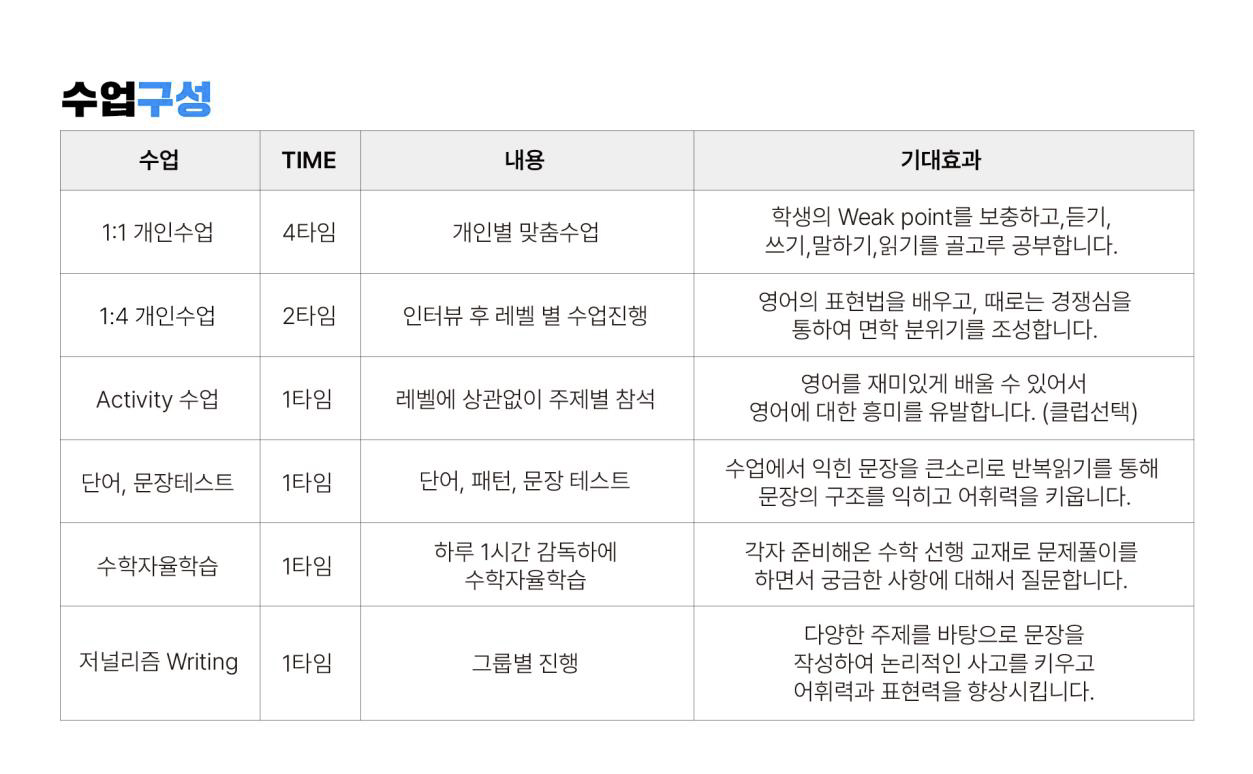 수업구성
수업 TIME 내용 기대효과
1:1 개인수업 4타임 개인별 맞춤수업 학생의 Weak point를 보충하고,듣기,
쓰기,말하기,읽기를 골고루 공부합니다.
1:4 개인수업 2타임 인터뷰 후 레벨 별 수업진행 영어의 표현법을 배우고, 때로는 경쟁심을
통하여 면학 분위기를 조성합니다.
Activity 수업 1타임 레벨에 상관없이 주제별 참석 영어를 재미있게 배울 수 있어서
영어에 대한 흥미를 유발합니다. (클럽선택)
단어, 문장테스트 1타임 단어, 패턴, 문장 테스트 수업에서 익힌 문장을 큰소리로 반복읽기를 통해
문장의 구조를 익히고 어휘력을 키웁니다.
수학자율학습 1타임 하루 1시간 감독하에
수학자율학습 각자 준비해온 수학 선행 교재로 문제풀이를
하면서 궁금한 사항에 대해서 질문합니다.
저널리즘 Writing 1타임 그룹별 진행 다양한 주제를 바탕으로 문장을
작성하여 논리적인 사고를 키우고
어휘력과 표현력을 향상시킵니다.